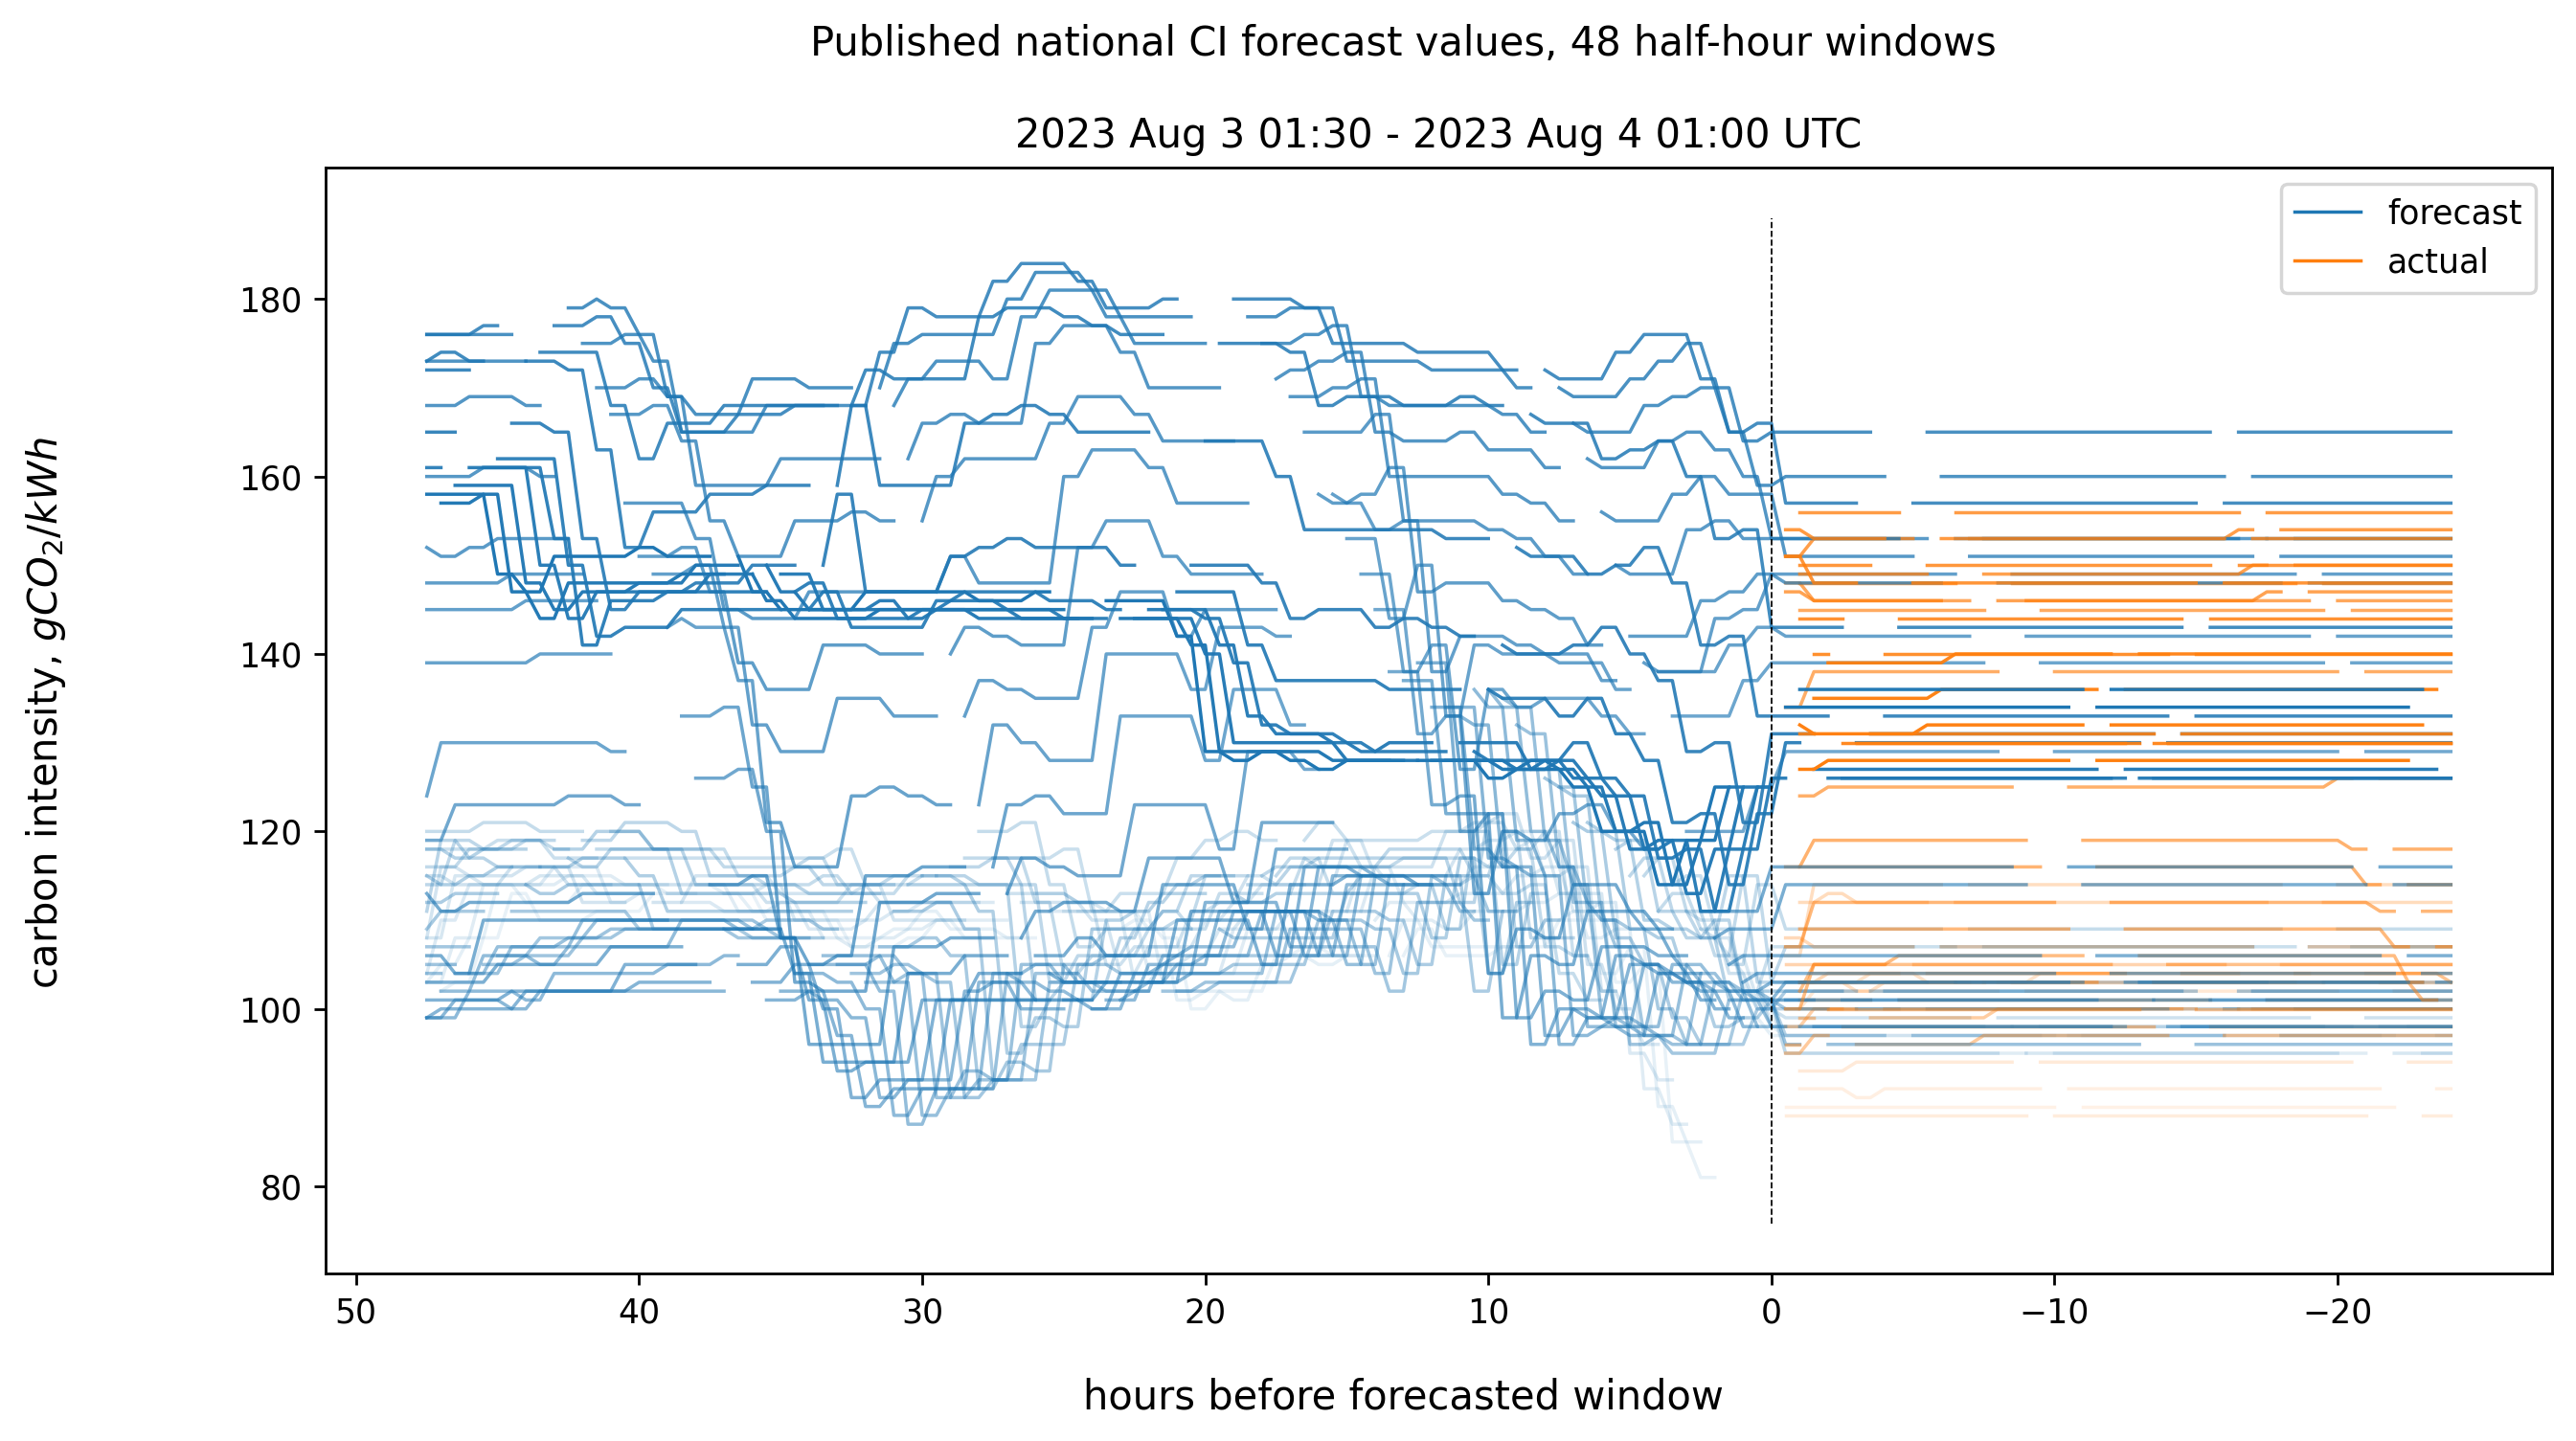 Published national CI forecast values, 48 half-hour windows
2023 Aug 3 01:30 - 2023 Aug 4 01:00 UTC
forecast
actual
carbon intensity, gCO₂/kWh
180
160
140
120
100
80
50 40 30 20 10 0 −10 −20
hours before forecasted window